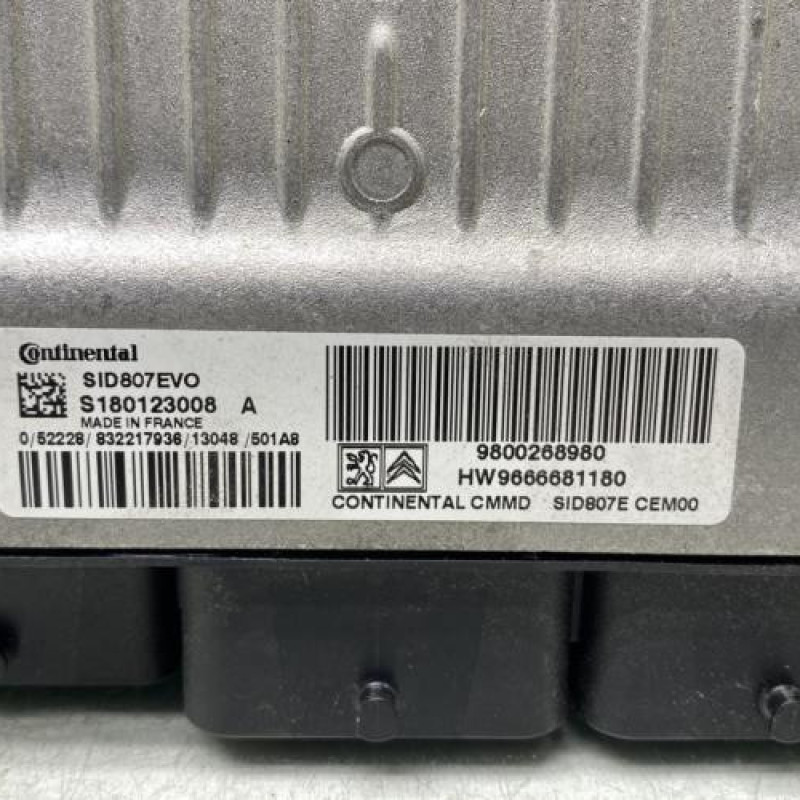 Continental
SID807EVO
S180123008 A
MADE IN FRANCE
0/52228/832217936/13048/501A8
9800268980
HW9666681180
CONTINENTAL CMMD SID807E CEM00